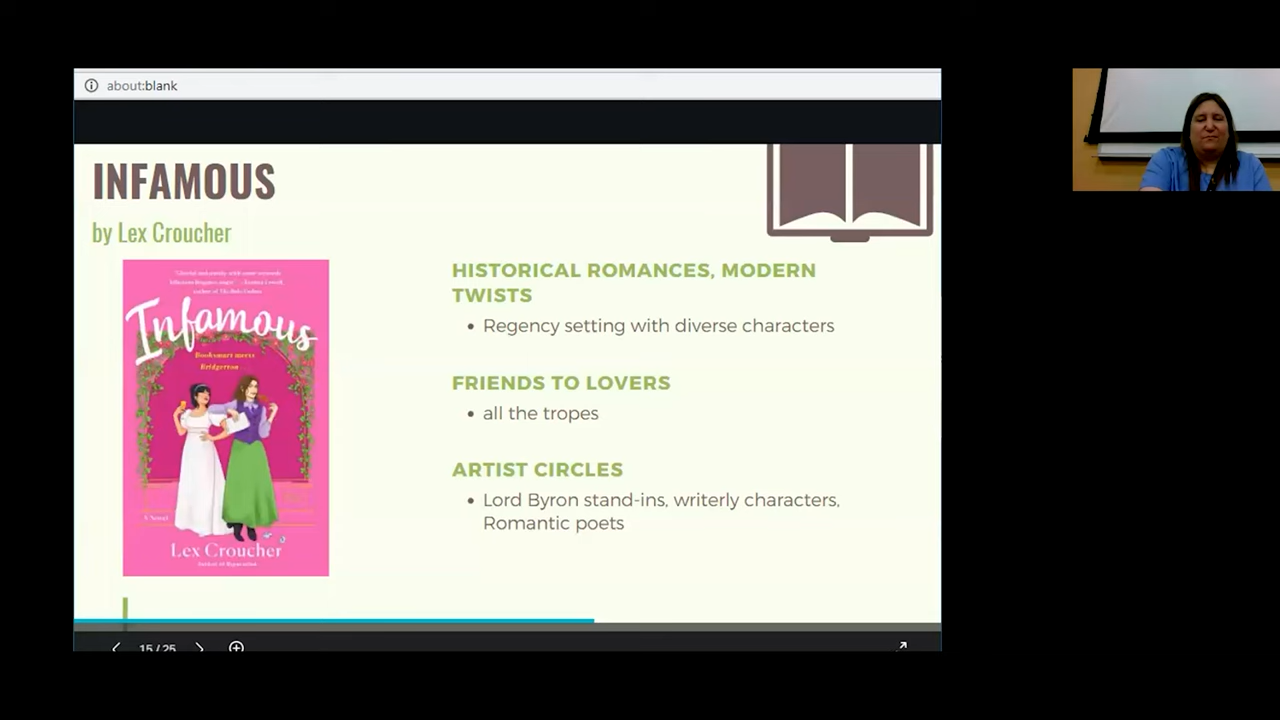 about:blank
INFAMOUS
by Lex Croucher
Infamous
Booksmart meets
Bridgerton
A Novel
Lex Croucher
HISTORICAL ROMANCES, MODERN
TWISTS
• Regency setting with diverse characters
FRIENDS TO LOVERS
• all the tropes
ARTIST CIRCLES
• Lord Byron stand-ins, writerly characters,
Romantic poets
15 / 25